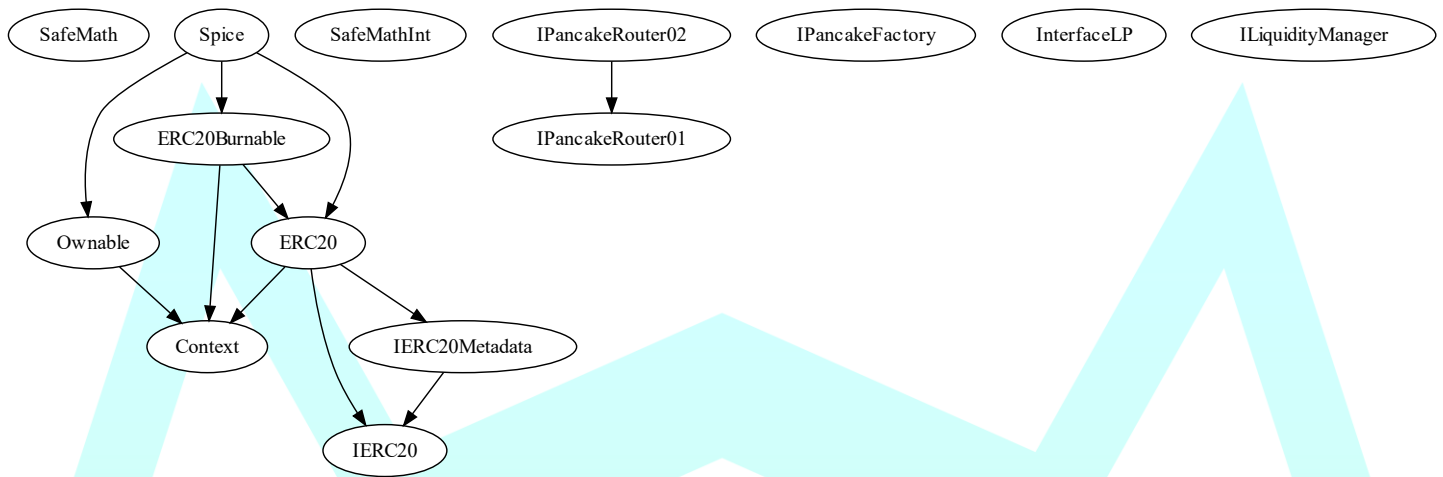 SafeMath
Spice
SafeMathInt
IPancakeRouter02
IPancakeFactory
InterfaceLP
ILiquidityManager
ERC20Burnable
IPancakeRouter01
Ownable
ERC20
Context
IERC20Metadata
IERC20